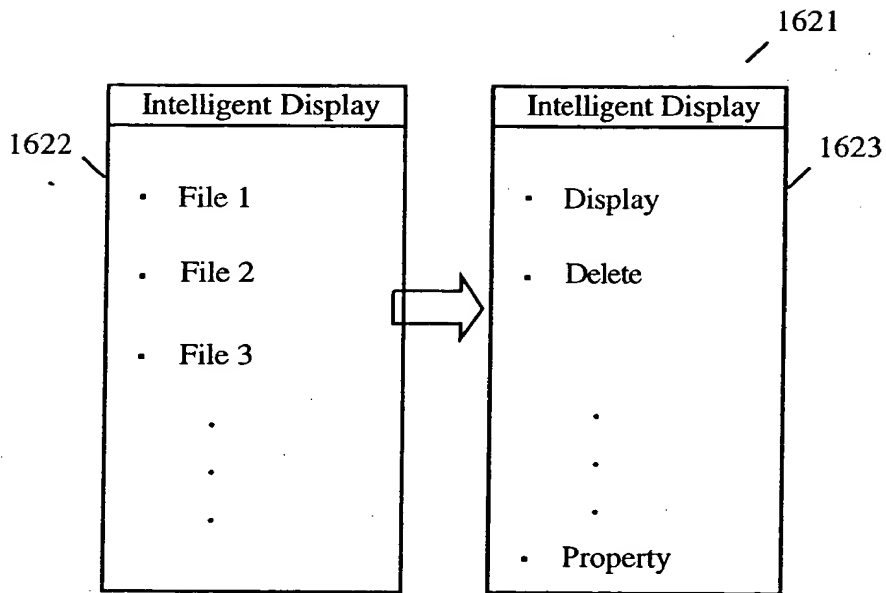 1621
Intelligent Display
Intelligent Display
1622
1623
· File 1
· Display
· File 2
· Delete
· File 3
· Property